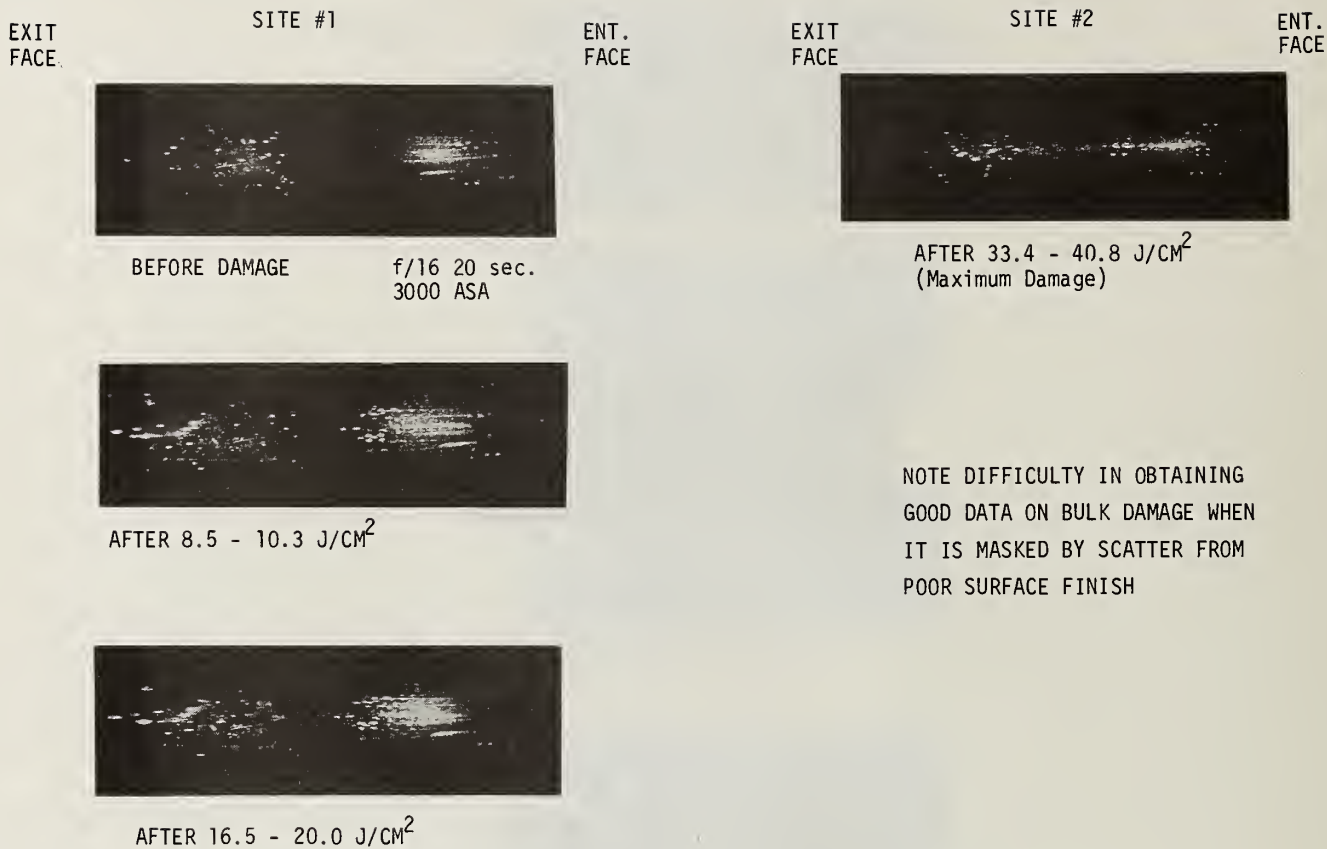 SITE #1
EXIT
FACE
ENT.
FACE
BEFORE DAMAGE f/16 20 sec.
3000 ASA
AFTER 8.5 - 10.3 J/CM2
AFTER 16.5 - 20.0 J/CM2
SITE #2
EXIT
FACE
ENT.
FACE
AFTER 33.4 - 40.8 J/CM2
(Maximum Damage)
NOTE DIFFICULTY IN OBTAINING
GOOD DATA ON BULK DAMAGE WHEN
IT IS MASKED BY SCATTER FROM
POOR SURFACE FINISH